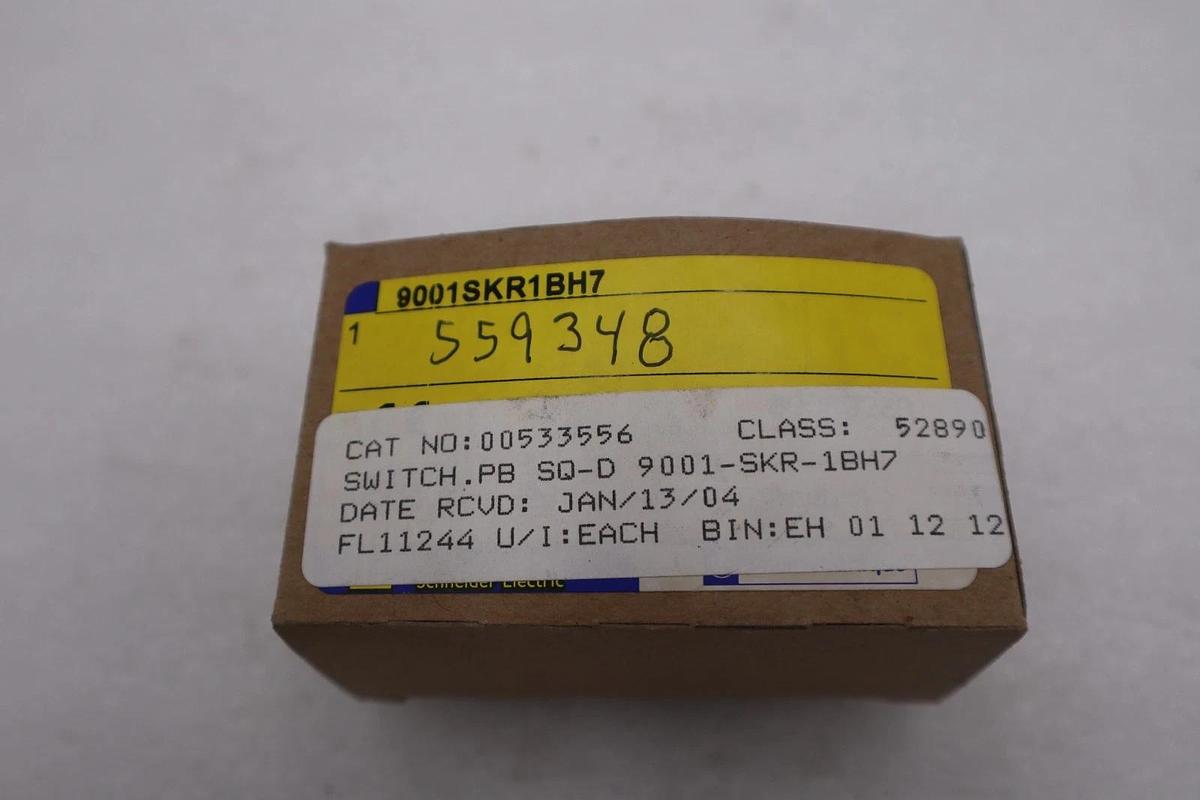 9001SKR1BH7
1
559348
CAT NO:00533556 CLASS: 52890
SWITCH.PB SQ-D 9001-SKR-1BH7
DATE RCVD: JAN/13/04
FL11244 U/I:EACH BIN:EH 01 12 12
Schneider Electric